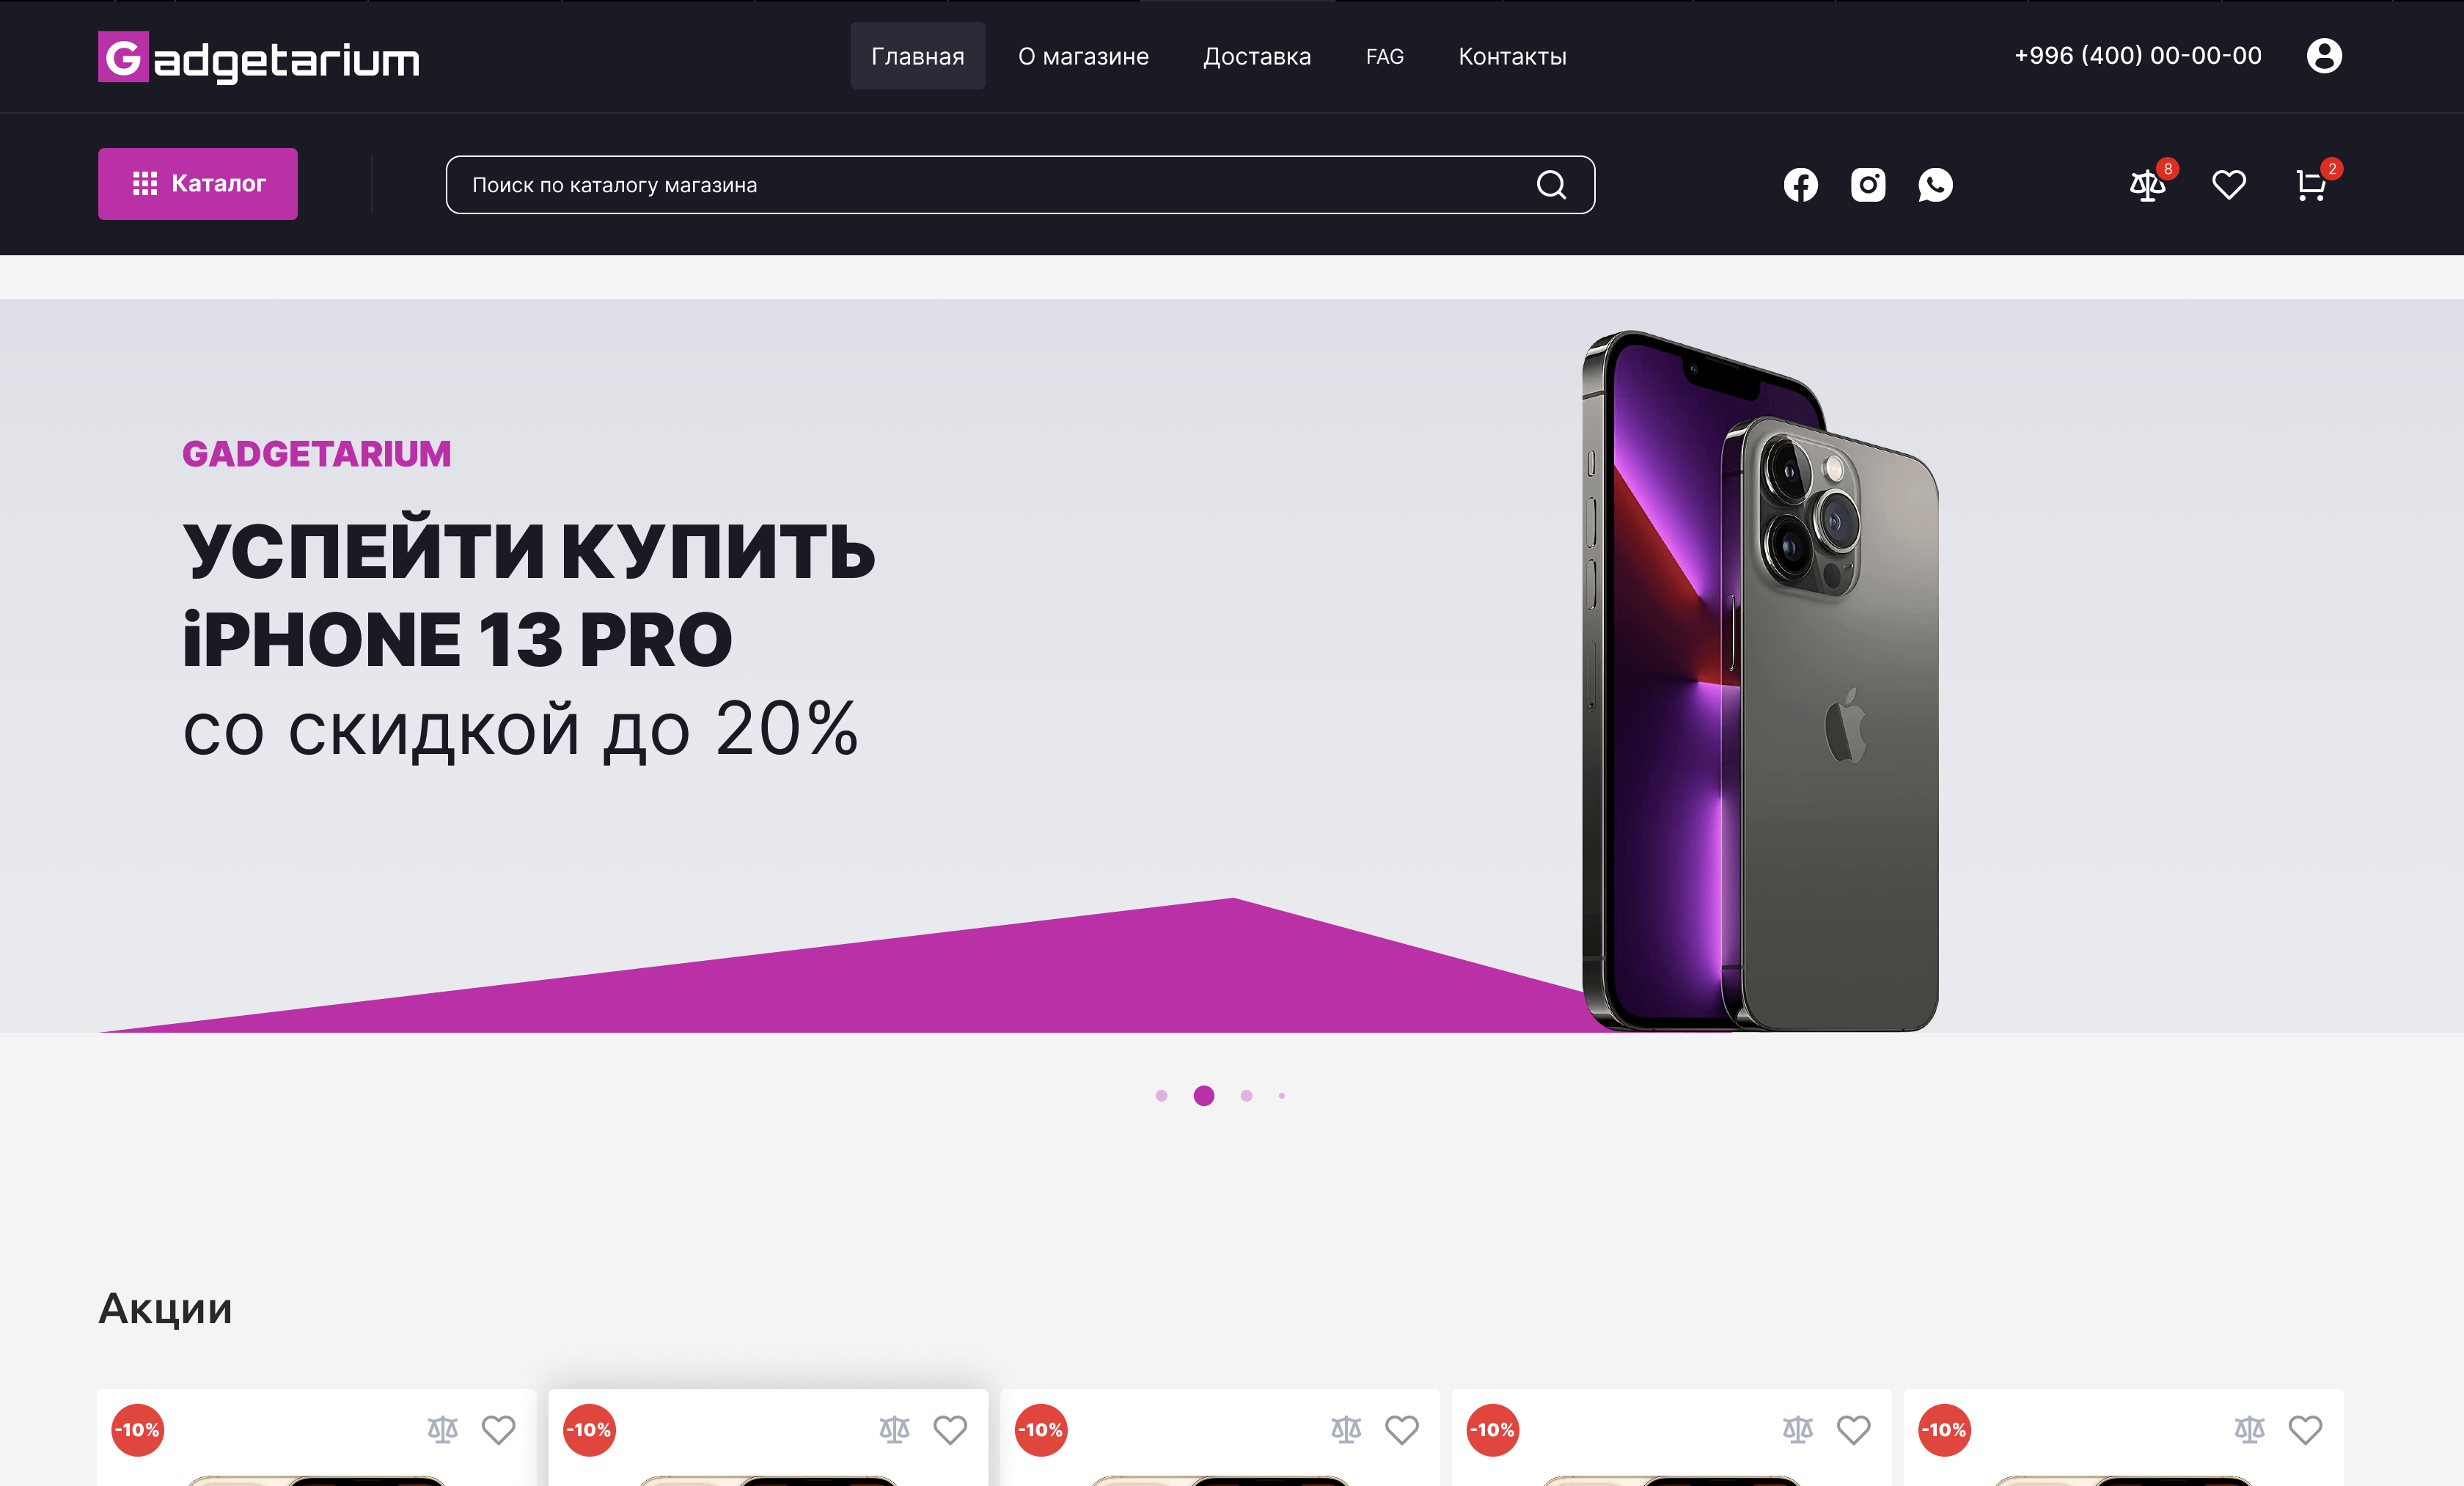 Gadgetarium
Главная О магазине Доставка FAG Контакты
+996 (400) 00-00-00
Каталог
Поиск по каталогу магазина
8
2
GADGETARIUM
УСПЕЙТИ КУПИТЬ
iPHONE 13 PRO
со скидкой до 20%
Акции
-10% -10% -10% -10% -10%